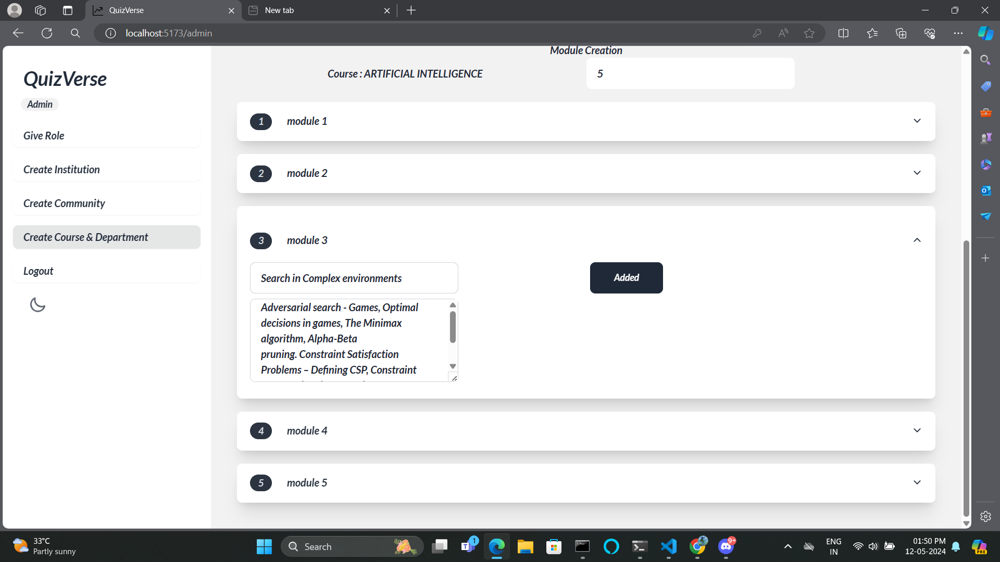 QuizVerse
New tab
localhost:5173/admin
QuizVerse
Admin
Give Role
Create Institution
Create Community
Create Course & Department
Logout
Module Creation
Course : ARTIFICIAL INTELLIGENCE
5
1 module 1
2 module 2
3 module 3
Search in Complex environments
Added
Adversarial search - Games, Optimal
decisions in games, The Minimax
algorithm, Alpha-Beta
pruning. Constraint Satisfaction
Problems – Defining CSP, Constraint
4 module 4
5 module 5
33°C
Partly sunny
Search
1
9+
ENG
IN
01:50 PM
12-05-2024
PRE